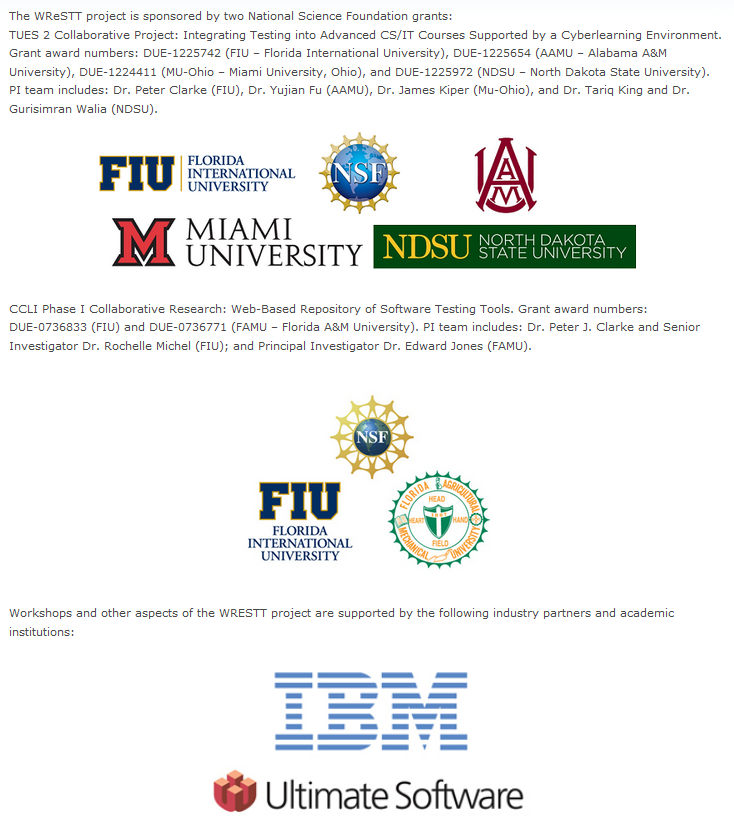 The WReSTT project is sponsored by two National Science Foundation grants:
TUES 2 Collaborative Project: Integrating Testing into Advanced CS/IT Courses Supported by a Cyberlearning Environment.
Grant award numbers: DUE-1225742 (FIU – Florida International University), DUE-1225654 (AAMU – Alabama A&M
University), DUE-1224411 (MU-Ohio – Miami University, Ohio), and DUE-1225972 (NDSU – North Dakota State University).
PI team includes: Dr. Peter Clarke (FIU), Dr. Yujian Fu (AAMU), Dr. James Kiper (Mu-Ohio), and Dr. Tariq King and Dr.
Gurisimran Walia (NDSU).
FIU FLORIDA
INTERNATIONAL
UNIVERSITY
NSF
AAMU
M MIAMI
UNIVERSITY
NDSU NORTH DAKOTA
STATE UNIVERSITY
CCLI Phase I Collaborative Research: Web-Based Repository of Software Testing Tools. Grant award numbers:
DUE-0736833 (FIU) and DUE-0736771 (FAMU – Florida A&M University). PI team includes: Dr. Peter J. Clarke and Senior
Investigator Dr. Rochelle Michel (FIU); and Principal Investigator Dr. Edward Jones (FAMU).
NSF
FIU
FLORIDA
INTERNATIONAL
UNIVERSITY
FLORIDA AGRICULTURAL
MECHANICAL UNIVERSITY
HEAD
HEART HAND
FIELD
Workshops and other aspects of the WRESTT project are supported by the following industry partners and academic
institutions:
IBM
Ultimate Software